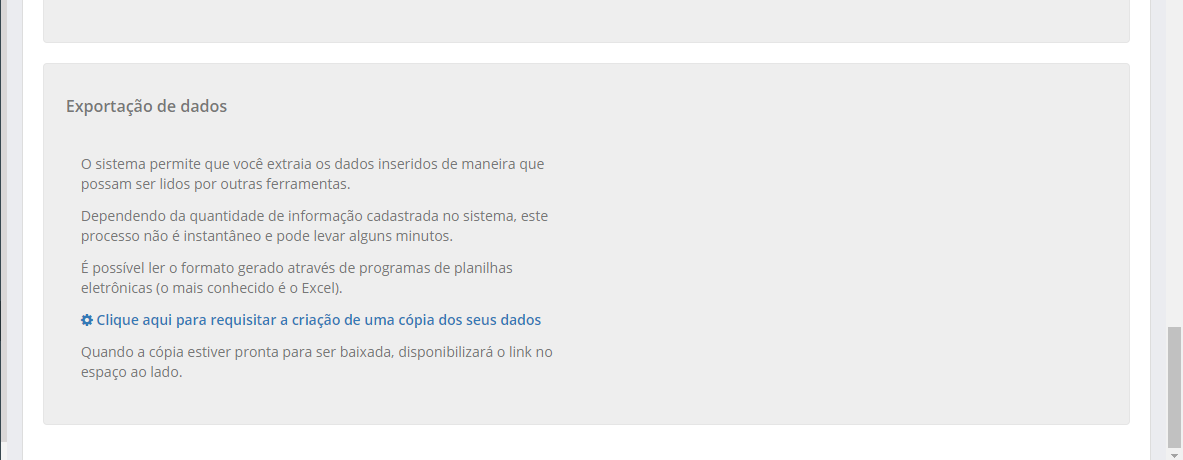 Exportação de dados
O sistema permite que você extraia os dados inseridos de maneira que
possam ser lidos por outras ferramentas.
Dependendo da quantidade de informação cadastrada no sistema, este
processo não é instantâneo e pode levar alguns minutos.
É possível ler o formato gerado através de programas de planilhas
eletrônicas (o mais conhecido é o Excel).
Clique aqui para requisitar a criação de uma cópia dos seus dados
Quando a cópia estiver pronta para ser baixada, disponibilizará o link no
espaço ao lado.